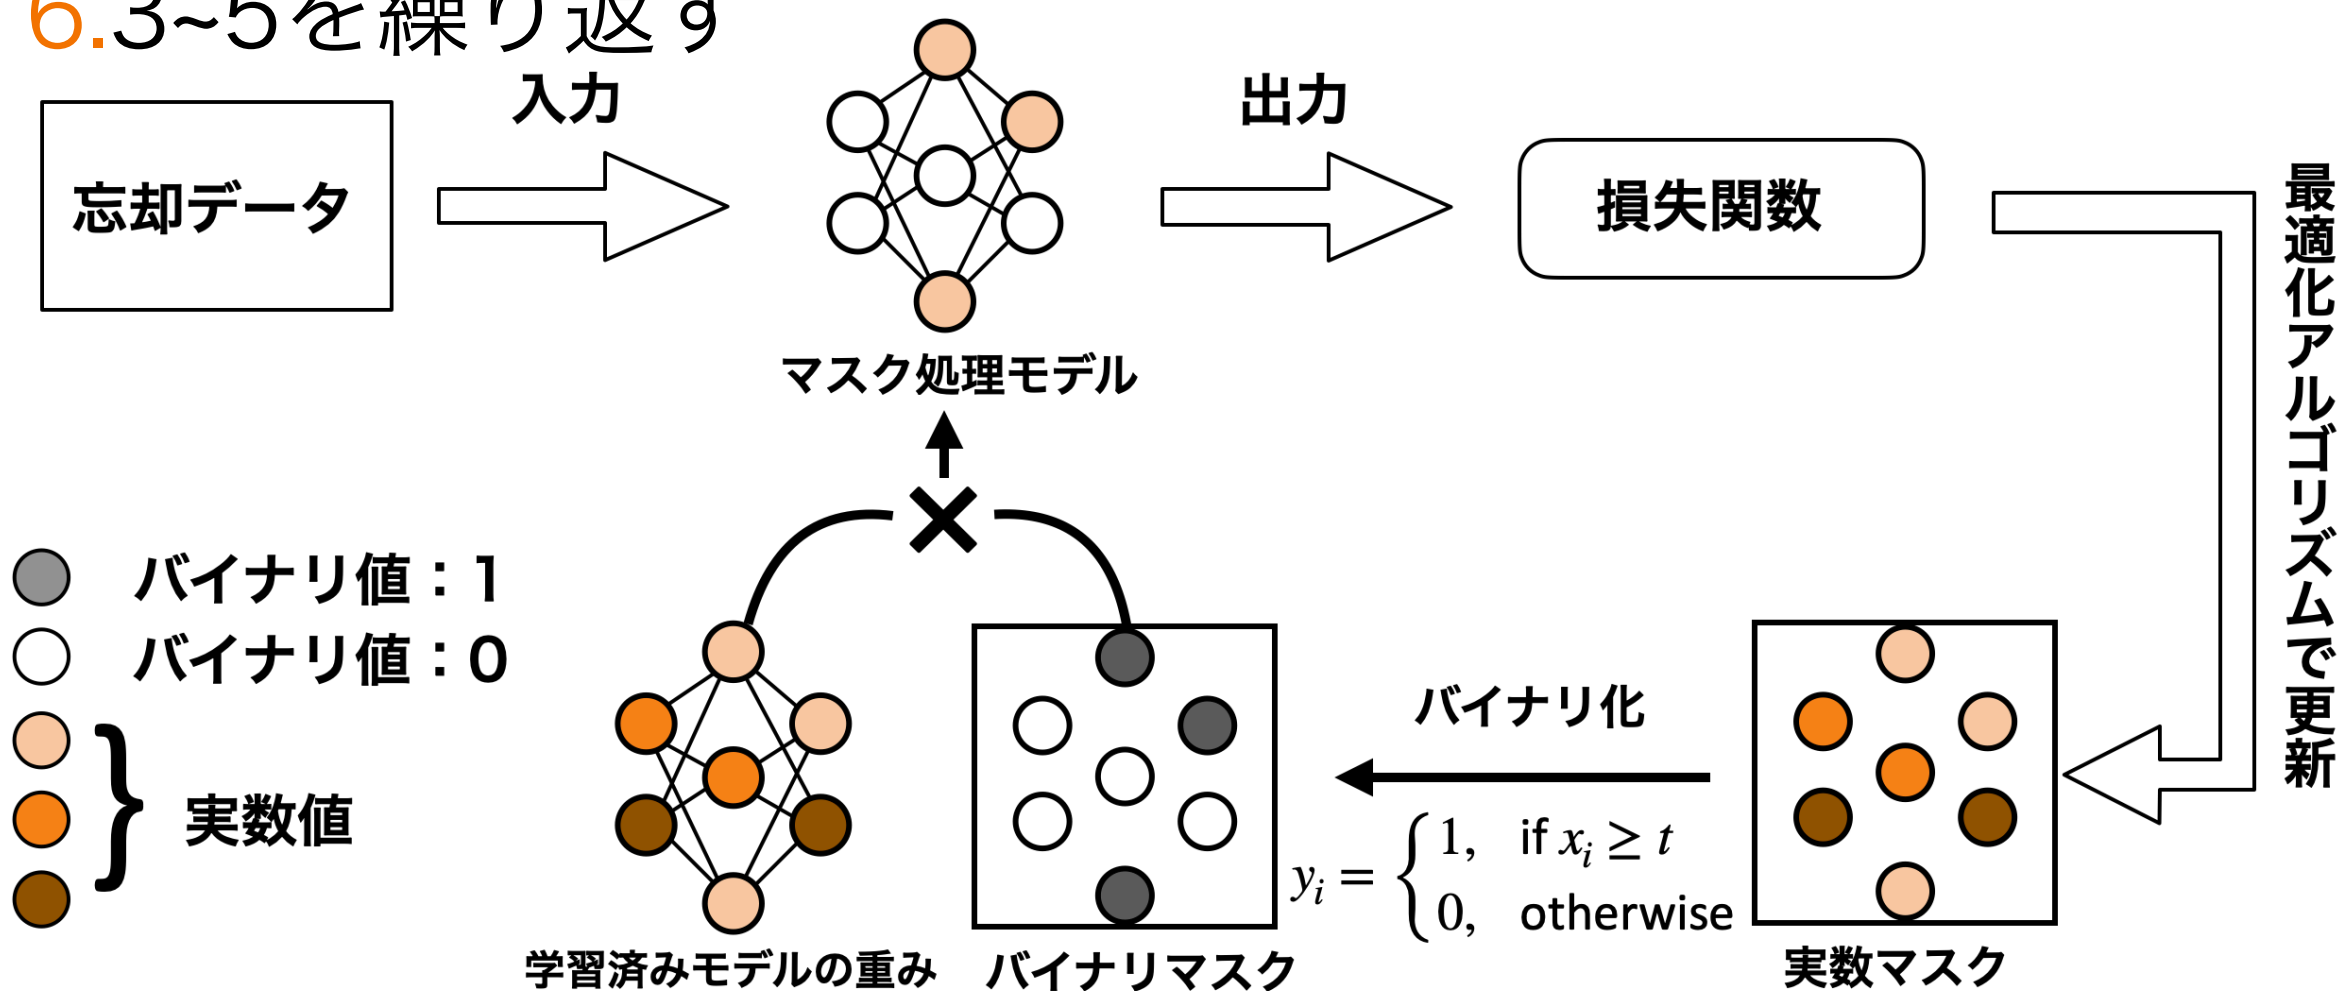 6.3~5を繰り返す
入力
出力
忘却データ
損失関数
最適化アルゴリズムで更新
マスク処理モデル
バイナリ値：1
バイナリ値：0
実数値
バイナリ化
y_i = { 1, if x_i ≥ t
0, otherwise
学習済みモデルの重み
バイナリマスク
実数マスク